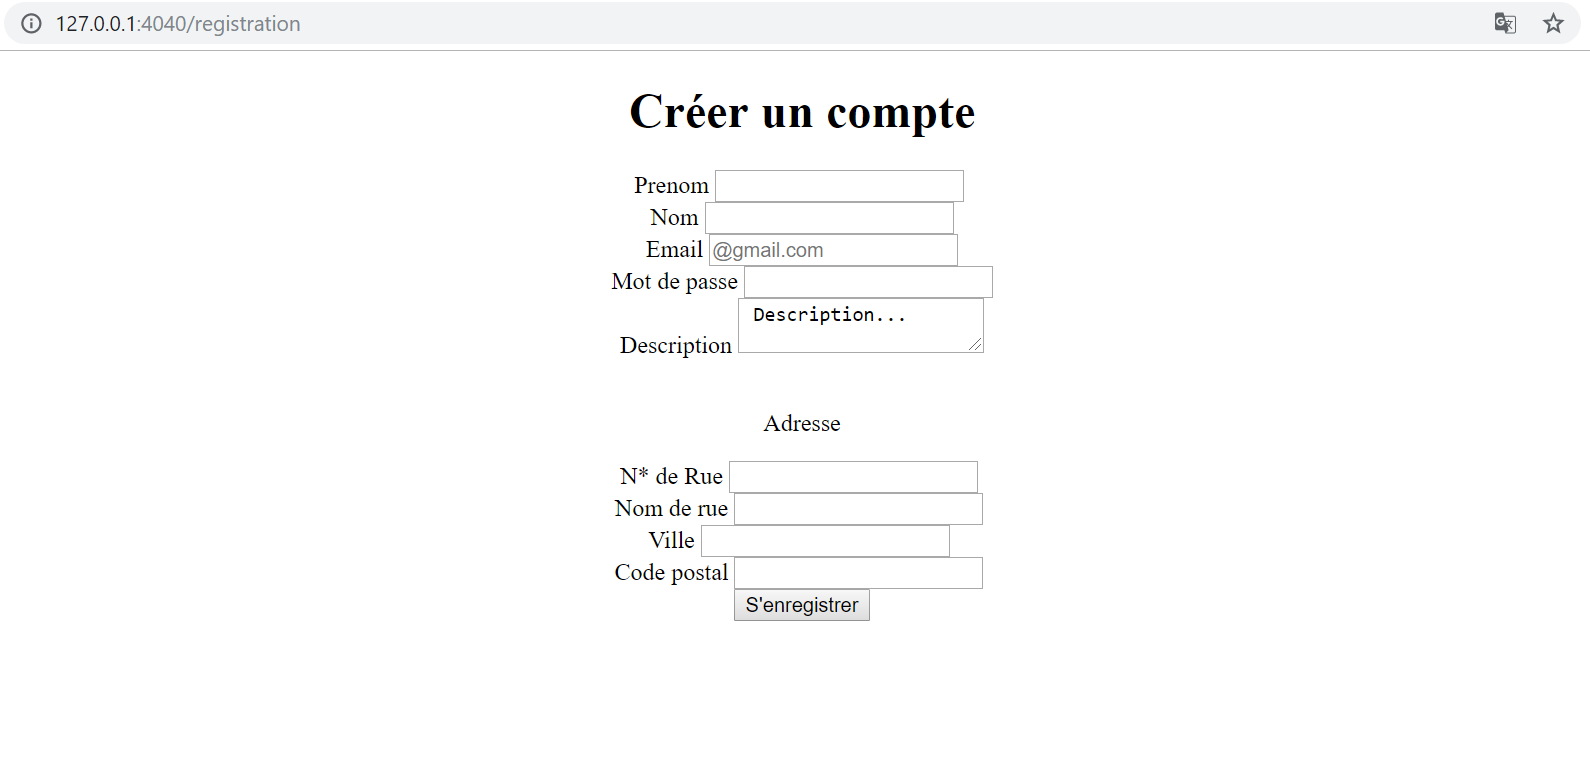 127.0.0.1:4040/registration
Créer un compte
Prenom
Nom
Email @gmail.com
Mot de passe
Description...
Description
Adresse
N* de Rue
Nom de rue
Ville
Code postal
S'enregistrer